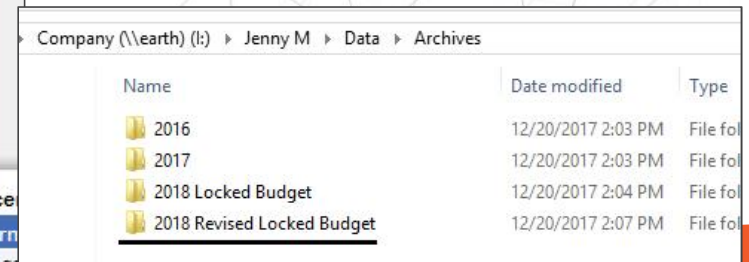 Company (\\earth) (I:) Jenny M Data Archives
Name Date modified Type
2016 12/20/2017 2:03 PM File fol
2017 12/20/2017 2:03 PM File fol
2018 Locked Budget 12/20/2017 2:04 PM File fol
2018 Revised Locked Budget 12/20/2017 2:07 PM File fol